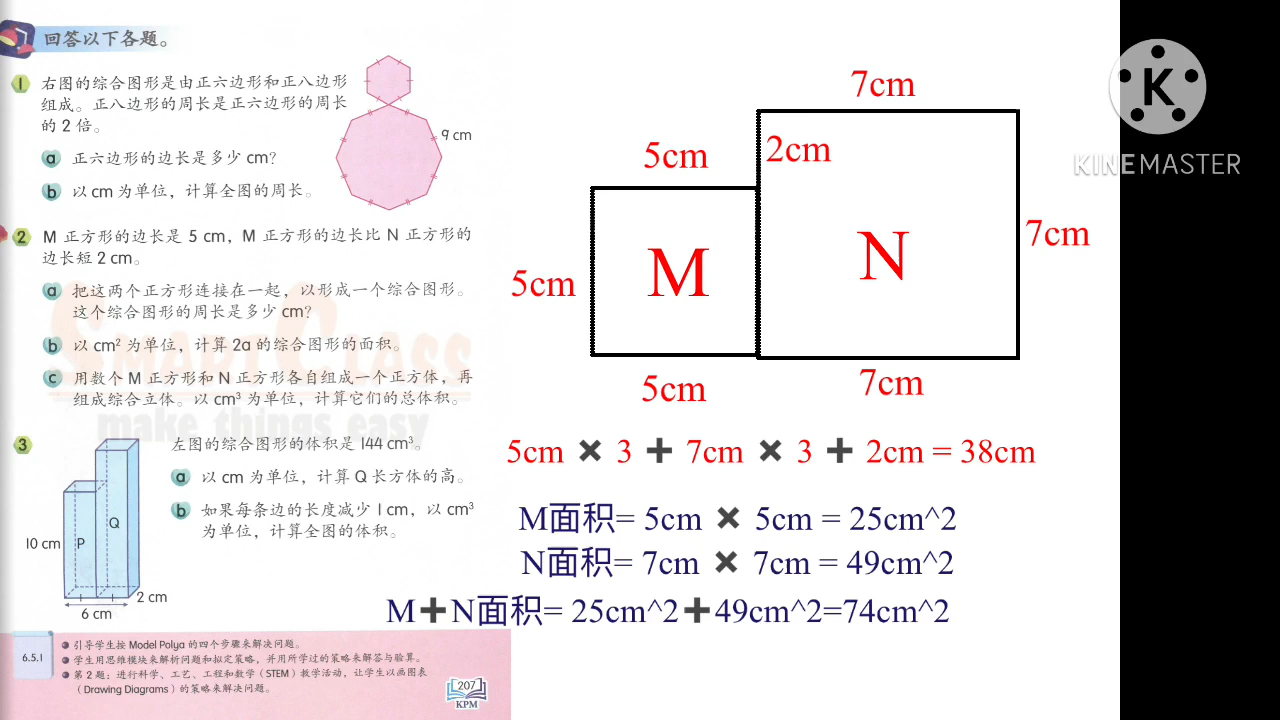 回答以下各题。
1 右图的综合图形是由正六边形和正八边形
组成。正八边形的周长是正六边形的周长
的 2 倍。
9 cm
a 正六边形的边长是多少 cm?
b 以 cm 为单位，计算全图的周长。
2 M 正方形的边长是 5 cm，M 正方形的边长比 N 正方形的
边长短 2 cm。
a 把这两个正方形连接在一起，以形成一个综合图形。
这个综合图形的周长是多少 cm?
b 以 cm² 为单位，计算 2a 的综合图形的面积。
c 用数个 M 正方形和 N 正方形各自组成一个正方体，再
组成综合立体。以 cm³ 为单位，计算它们的总体积。
SMART CLASS
make things easy
3 左图的综合图形的体积是 144 cm³。
a 以 cm 为单位，计算 Q 长方体的高。
b 如果每条边的长度减少 1 cm，以 cm³
为单位，计算全图的体积。
Q
10 cm P
2 cm
6 cm
6.5.1
引导学生按 Model Polya 的四个步骤来解决问题。
学生用思维模块来解析问题和拟定策略，并用所学过的策略来解答与验算。
第 2 题：进行科学、工艺、工程和数学（STEM）教学活动，让学生以画图表
（Drawing Diagrams）的策略来解决问题。
207
KPM
7cm
5cm 2cm
M N
5cm 7cm
5cm 7cm
5cm ✖ 3 ➕ 7cm ✖ 3 ➕ 2cm = 38cm
M面积= 5cm ✖ 5cm = 25cm^2
N面积= 7cm ✖ 7cm = 49cm^2
M➕N面积= 25cm^2➕49cm^2=74cm^2
K
KINEMASTER